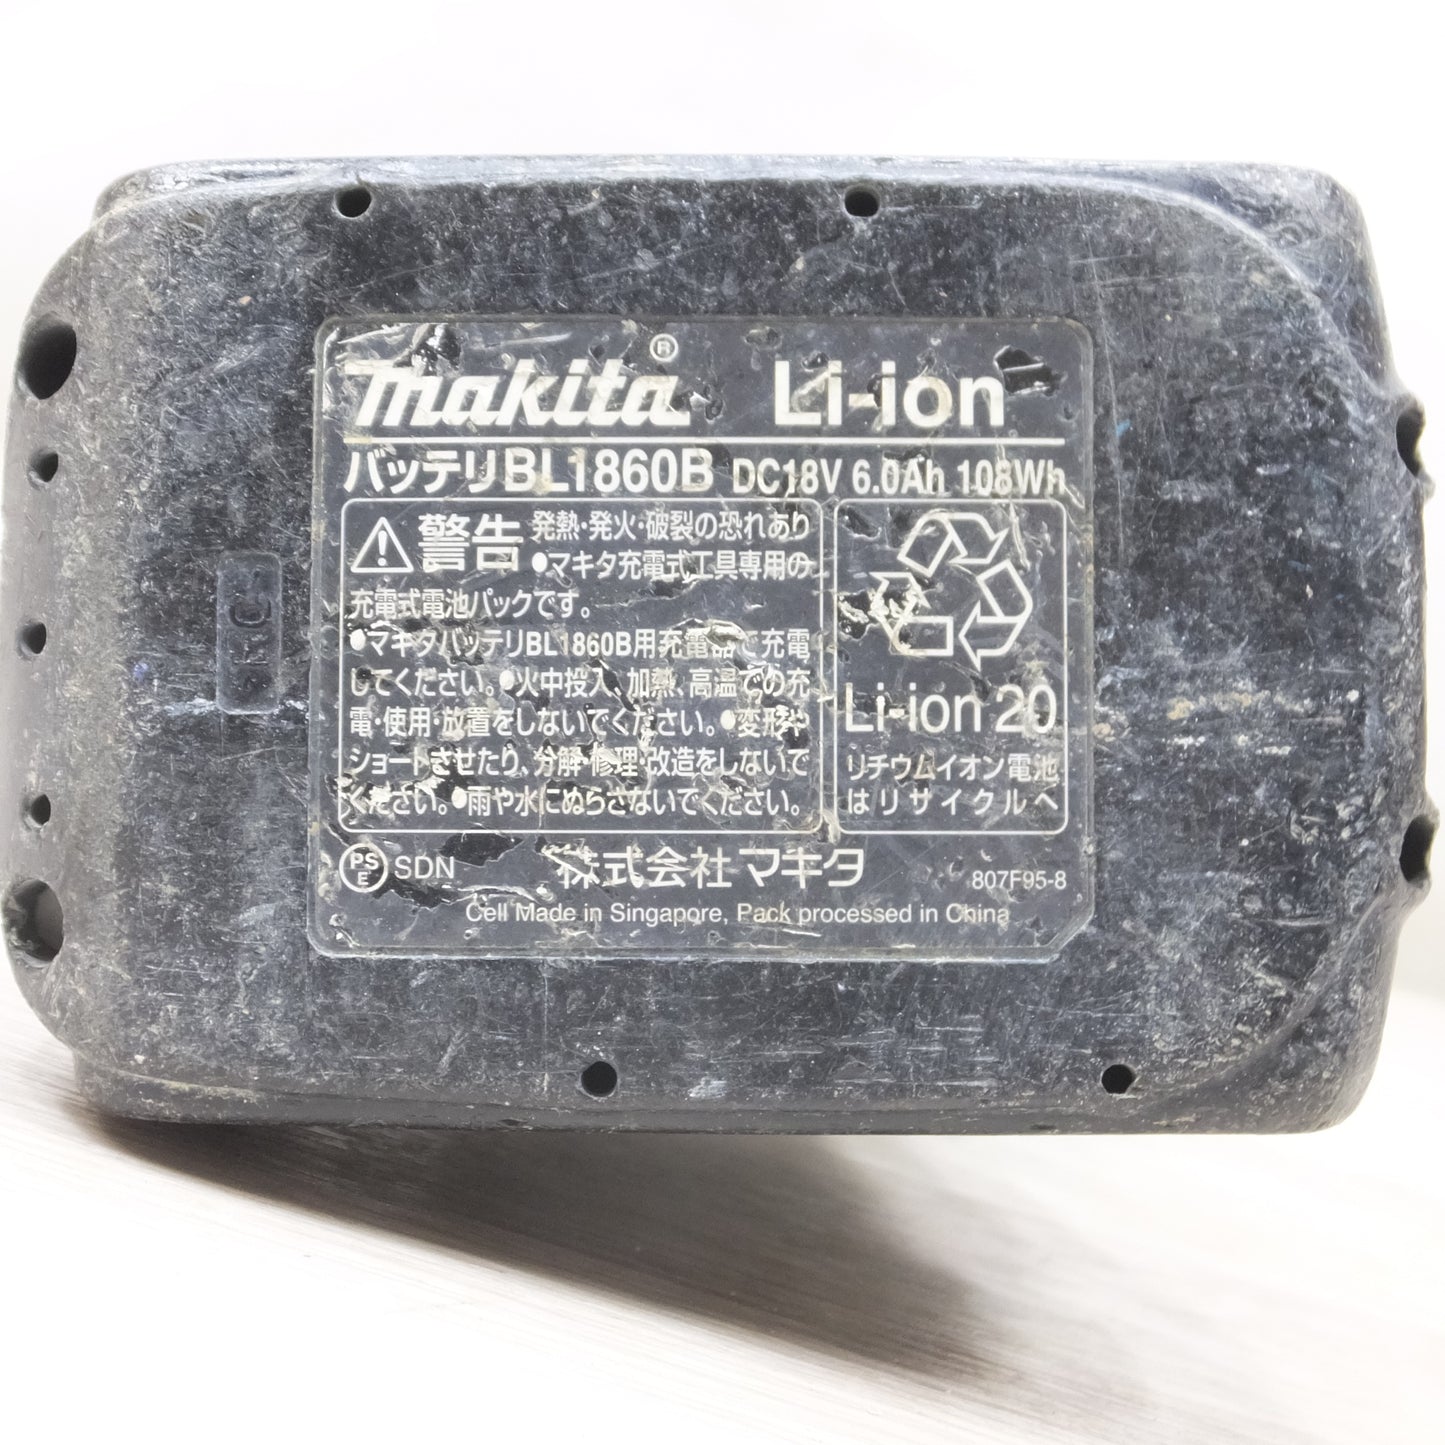 makita® Li-ion
バッテリBL1860B DC18V 6.0Ah 108Wh
警告 発熱・発火・破裂の恐れあり
●マキタ充電式工具専用の
充電式電池パックです。
●マキタバッテリBL1860B用充電器で充電
してください。●火中投入、加熱、高温での充
電・使用・放置をしないでください。●変形や
ショートさせたり、分解・修理・改造をしないで
ください。●雨や水にぬらさないでください。
Li-ion 20
リチウムイオン電池
はリサイクルへ
PSE SDN 株式会社マキタ 807F95-8
Cell Made in Singapore, Pack processed in China